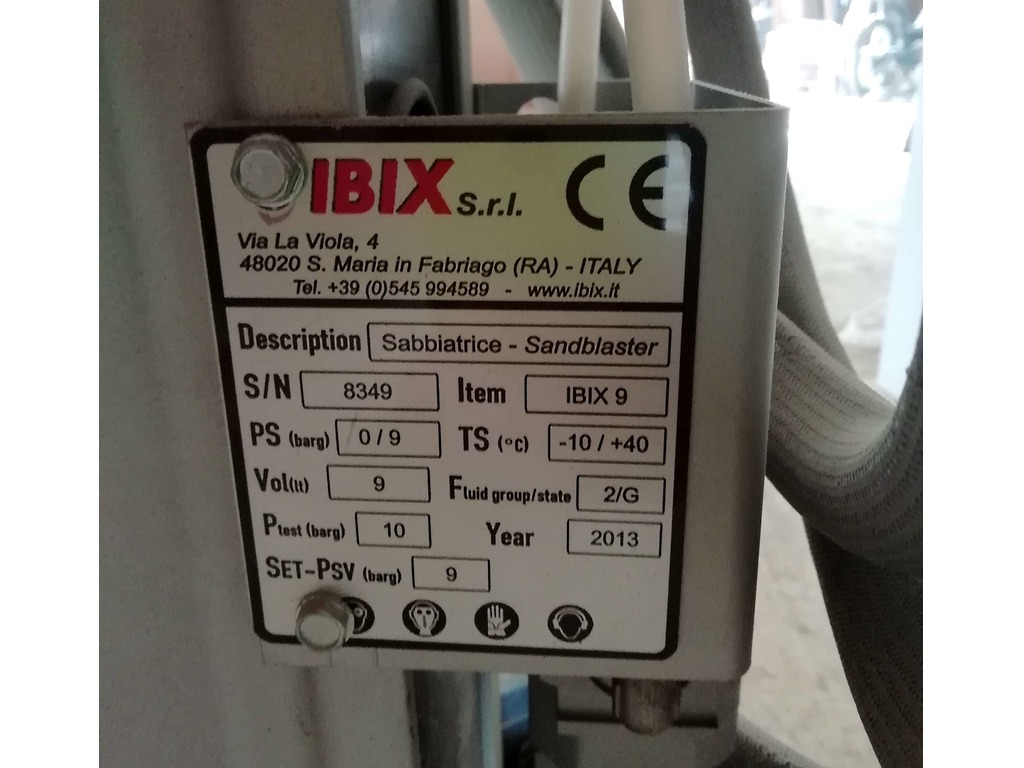 IBIX S.r.l. CE
Via La Viola, 4
48020 S. Maria in Fabriago (RA) - ITALY
Tel. +39 (0)545 994589 - www.ibix.it
Description Sabbiatrice - Sandblaster
S/N 8349 Item IBIX 9
PS (barg) 0 / 9 TS (°C) -10 / +40
Vol(lt) 9 Fluid group/state 2/G
Ptest (barg) 10 Year 2013
SET-PSV (barg) 9